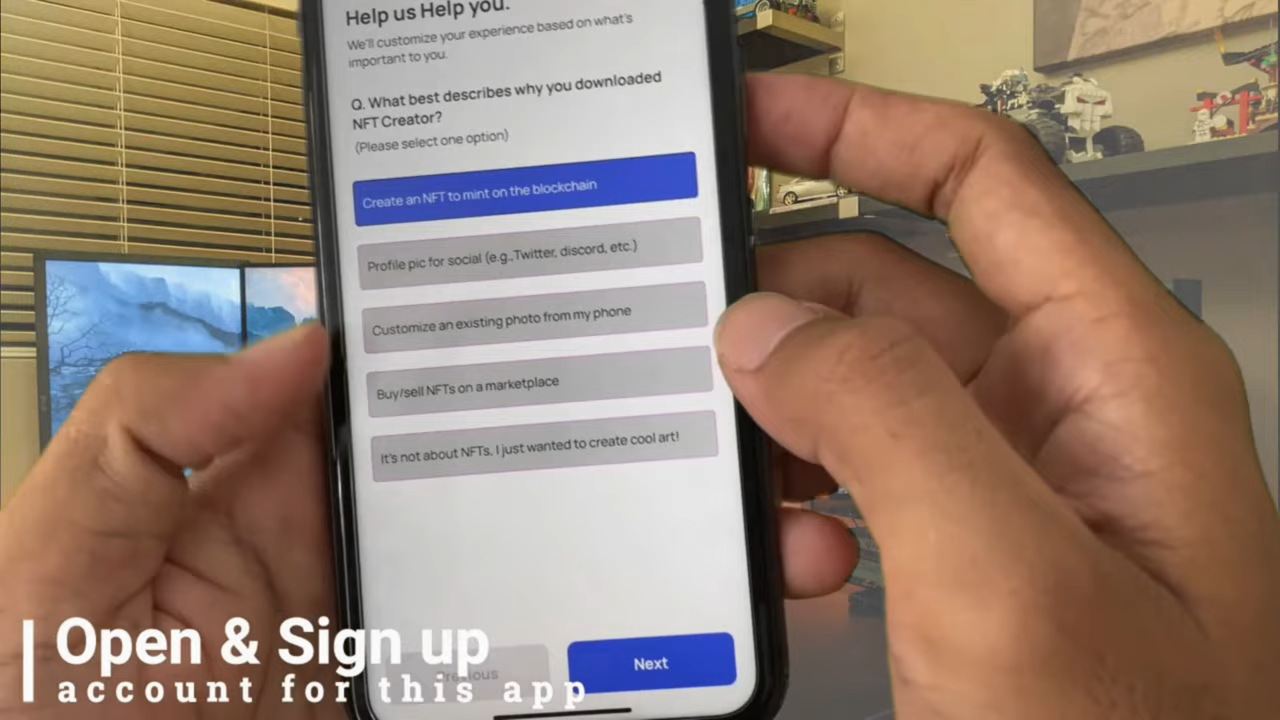 Help us Help you.
We'll customize your experience based on what's
important to you.
Q. What best describes why you downloaded
NFT Creator?
(Please select one option)
Create an NFT to mint on the blockchain
Profile pic for social (e.g.,Twitter, discord, etc.)
Customize an existing photo from my phone
Buy/sell NFTs on a marketplace
It's not about NFTs, I just wanted to create cool art!
Previous
Next
Open & Sign up
account for this app